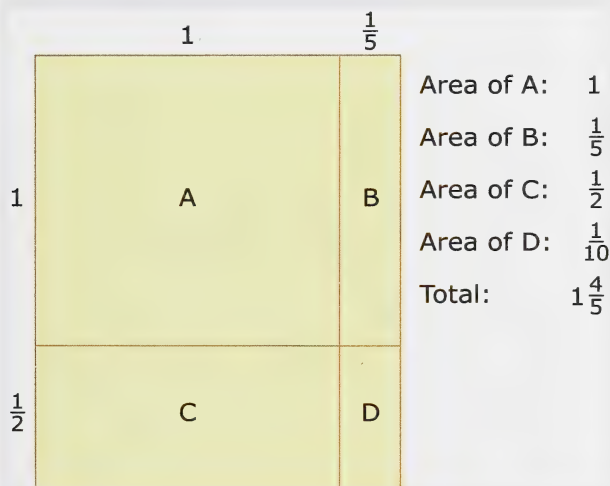 1 1/5
Area of A: 1
Area of B: 1/5
1 A B
Area of C: 1/2
Area of D: 1/10
Total: 1 4/5
1/2 C D